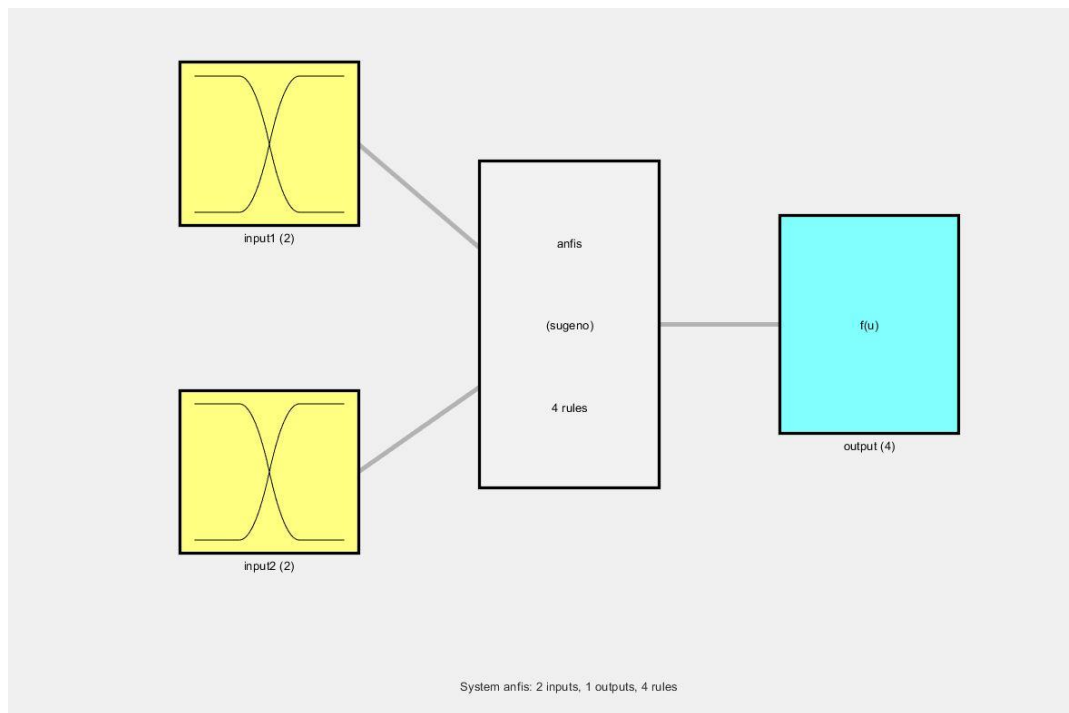 input1 (2)
anfis
(sugeno)
4 rules
f(u)
output (4)
input2 (2)
System anfis: 2 inputs, 1 outputs, 4 rules